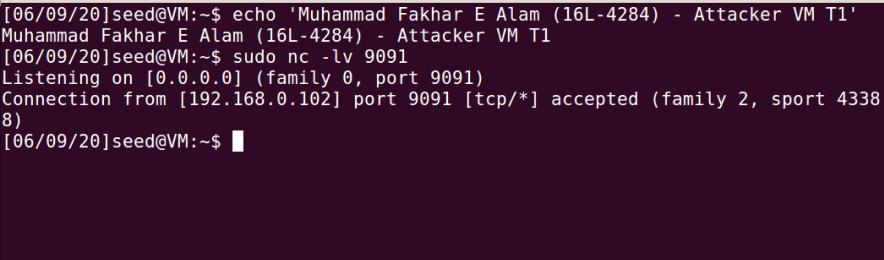 [06/09/20]seed@VM:~$ echo 'Muhammad Fakhar E Alam (16L-4284) - Attacker VM T1'
Muhammad Fakhar E Alam (16L-4284) - Attacker VM T1
[06/09/20]seed@VM:~$ sudo nc -lv 9091
Listening on [0.0.0.0] (family 0, port 9091)
Connection from [192.168.0.102] port 9091 [tcp/*] accepted (family 2, sport 4338
8)
[06/09/20]seed@VM:~$